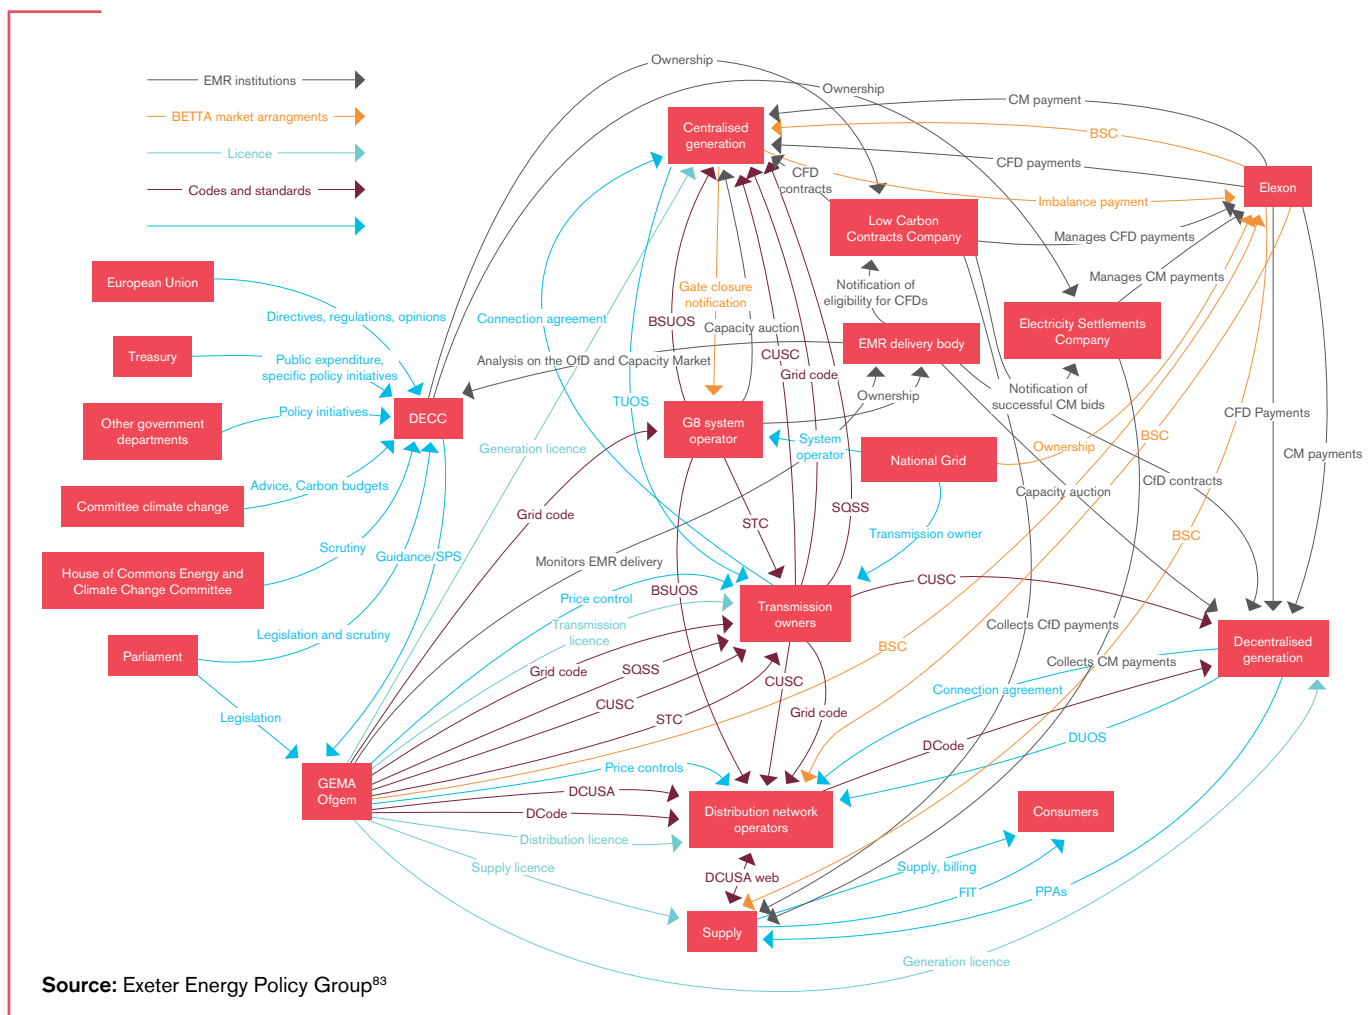 Ownership
Ownership
EMR institutions
BETTA market arrangments
Licence
Codes and standards
Centralised
generation
CM payment
BSC
CFD payments
CFD
contracts
Elexon
Imbalance payment
Low Carbon
Contracts Company
Manages CFD payments
European Union
Directives, regulations, opinions
Connection agreement
Gate closure
notification
Notification of
eligibility for CFDs
Manages CM payments
BSUOS
Capacity auction
Electricity Settlements
Company
EMR delivery body
Treasury
Public expenditure,
specific policy initiatives
Analysis on the OfD and Capacity Market
CUSC
Grid code
Notification of
successful CM bids
Ownership
TUOS
Other government
departments
Policy initiatives
DECC
G8 system
operator
System
operator
CFD Payments
BSC
Generation licence
National Grid
Ownership
CM payments
Committee climate change
Advice, Carbon budgets
CfD contracts
Capacity auction
Grid code
STC
SQSS
Transmission owner
BSC
Scrutiny
Guidance/SPS
Monitors EMR delivery
House of Commons Energy and
Climate Change Committee
CUSC
BSUOS
Price control
Transmission
owners
Transmission
licence
Collects CfD payments
Legislation and scrutiny
Parliament
BSC
Decentralised
generation
Collects CM payments
Grid code
SQSS
CUSC
Connection agreement
CUSC
STC
Grid code
Legislation
DUOS
DCode
GEMA
Ofgem
Price controls
DCUSA
DCode
Distribution network
operators
Consumers
Distribution licence
Supply licence
DCUSA web
Supply, billing
FIT
PPAs
Supply
Generation licence
Source: Exeter Energy Policy Group83